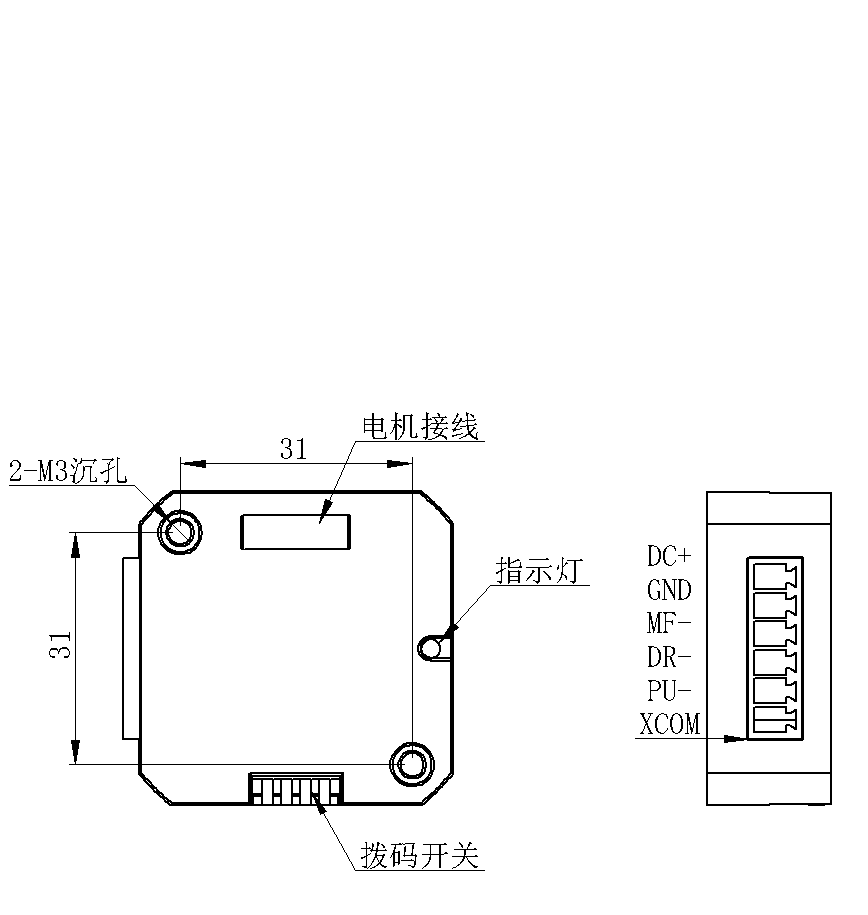 电机接线
31
2-M3沉孔
指示灯
31
DC+
GND
MF-
DR-
PU-
XCOM
拨码开关